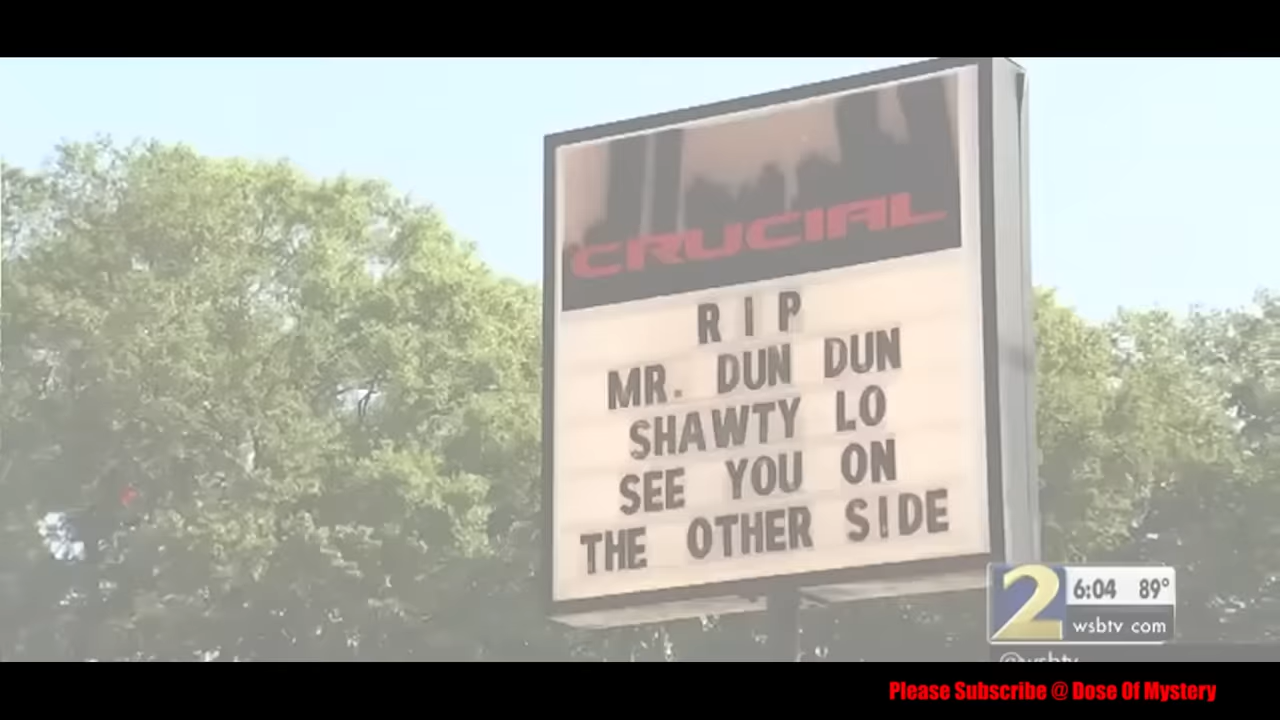 CRUCIAL
R I P
MR. DUN DUN
SHAWTY LO
SEE YOU ON
THE OTHER SIDE
2 6:04 89°
wsbtv com
@wsbtv
Please Subscribe @ Dose Of Mystery